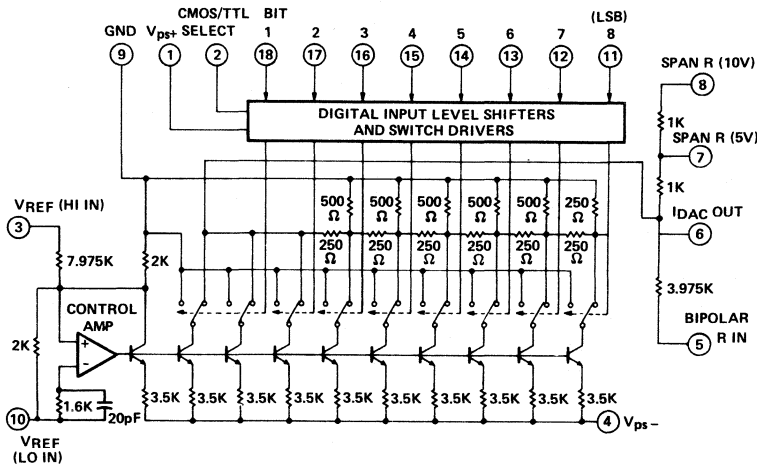 GND
9
Vps+
1
CMOS/TTL
SELECT
2
BIT
1
18
2
17
3
16
4
15
5
14
6
13
7
12
(LSB)
8
11
DIGITAL INPUT LEVEL SHIFTERS
AND SWITCH DRIVERS
SPAN R (10V)
8
1K
SPAN R (5V)
7
1K
IDAC OUT
6
3.975K
BIPOLAR
R IN
5
500
Ω
500
Ω
500
Ω
500
Ω
500
Ω
250
Ω
250
Ω
250
Ω
250
Ω
250
Ω
250
Ω
250
Ω
VREF (HI IN)
3
7.975K
2K
CONTROL
AMP
+
−
2K
1.6K
20pF
10
VREF
(LO IN)
3.5K
3.5K
3.5K
3.5K
3.5K
3.5K
3.5K
3.5K
3.5K
3.5K
4
Vps−